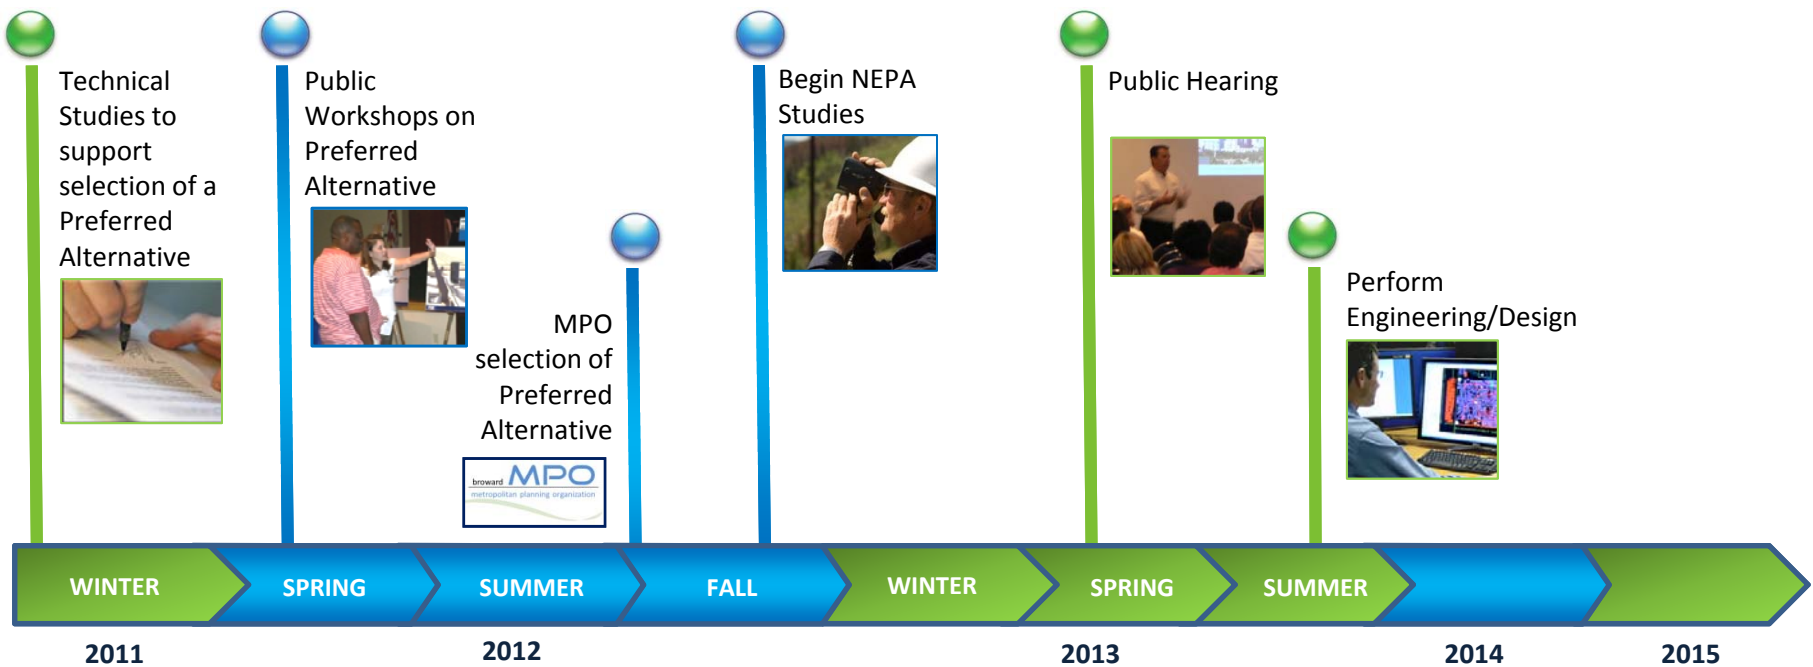 Technical
Studies to
support
selection of a
Preferred
Alternative
Public
Workshops on
Preferred
Alternative
MPO
selection of
Preferred
Alternative
broward MPO
metropolitan planning organization
Begin NEPA
Studies
Public Hearing
Perform
Engineering/Design
WINTER
SPRING
SUMMER
FALL
WINTER
SPRING
SUMMER
2011
2012
2013
2014
2015